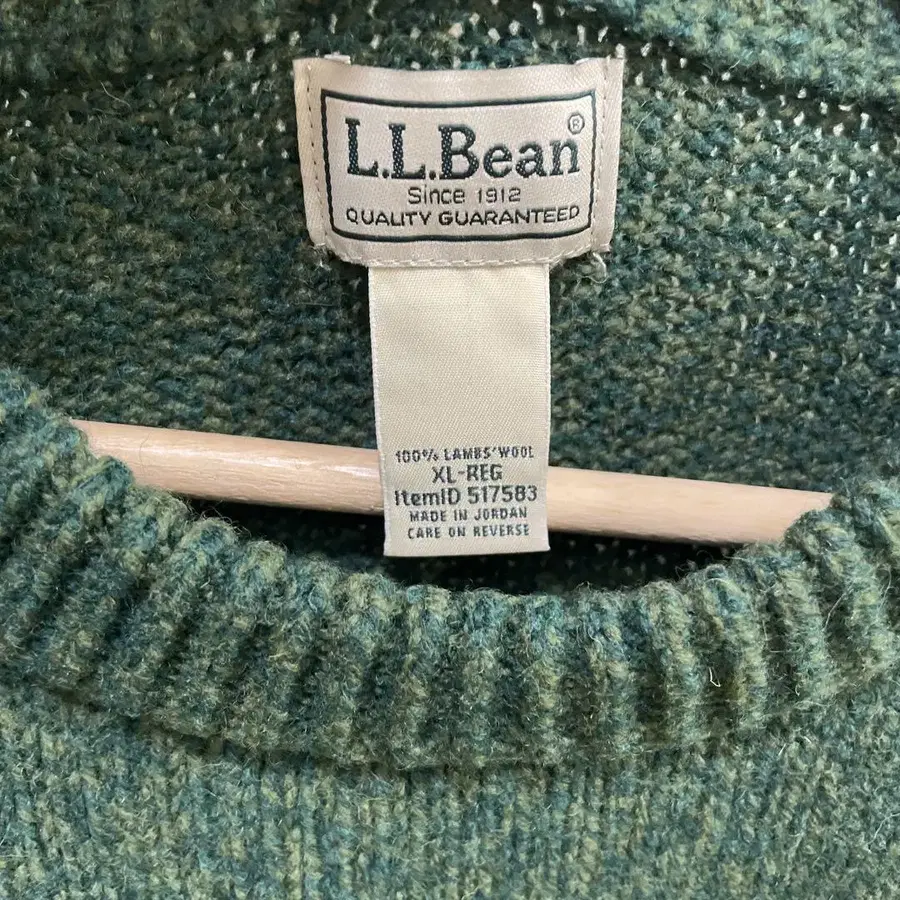 L.L.Bean®
Since 1912
QUALITY GUARANTEED
100% LAMBS' WOOL
XL-REG
ItemID 517583
MADE IN JORDAN
CARE ON REVERSE